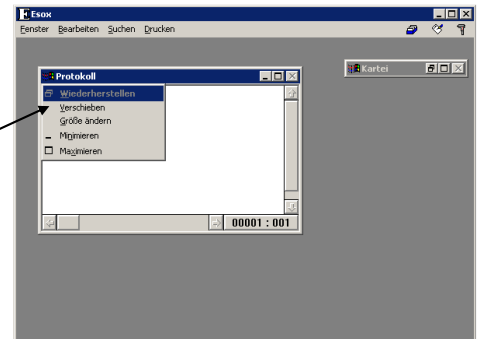 Esox
Fenster Bearbeiten Suchen Drucken
Kartei
Protokoll
Wiederherstellen
Verschieben
Größe ändern
Minimieren
Maximieren
00001 : 001